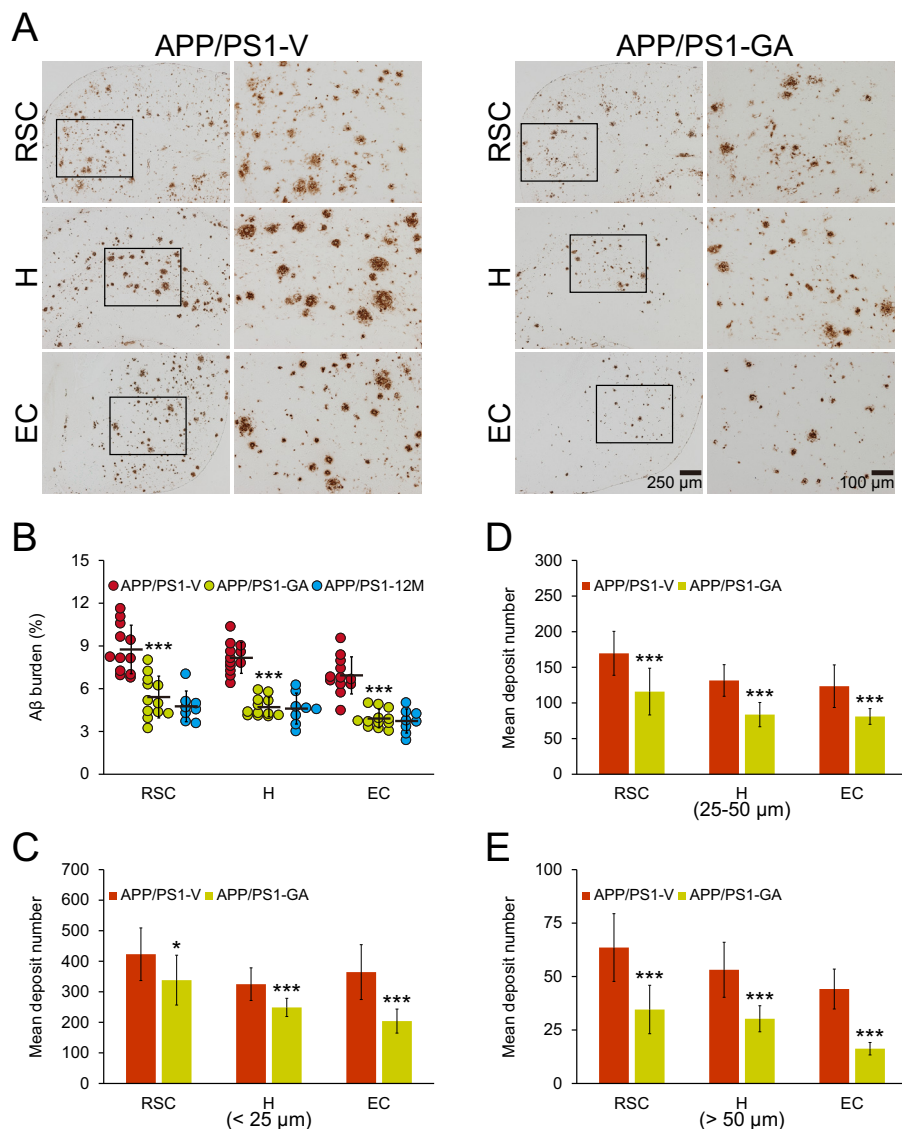 A
APP/PS1-V
APP/PS1-GA
RSC
H
EC
RSC
H
EC
250 µm
100 µm
B
Aβ burden (%)
15
12
9
6
3
0
APP/PS1-V APP/PS1-GA APP/PS1-12M
***
***
***
RSC H EC
D
Mean deposit number
300
250
200
150
100
50
0
APP/PS1-V APP/PS1-GA
***
***
***
RSC H EC
(25-50 µm)
C
Mean deposit number
700
600
500
400
300
200
100
0
APP/PS1-V APP/PS1-GA
*
***
***
RSC H EC
(< 25 µm)
E
Mean deposit number
100
75
50
25
0
APP/PS1-V APP/PS1-GA
***
***
***
RSC H EC
(> 50 µm)